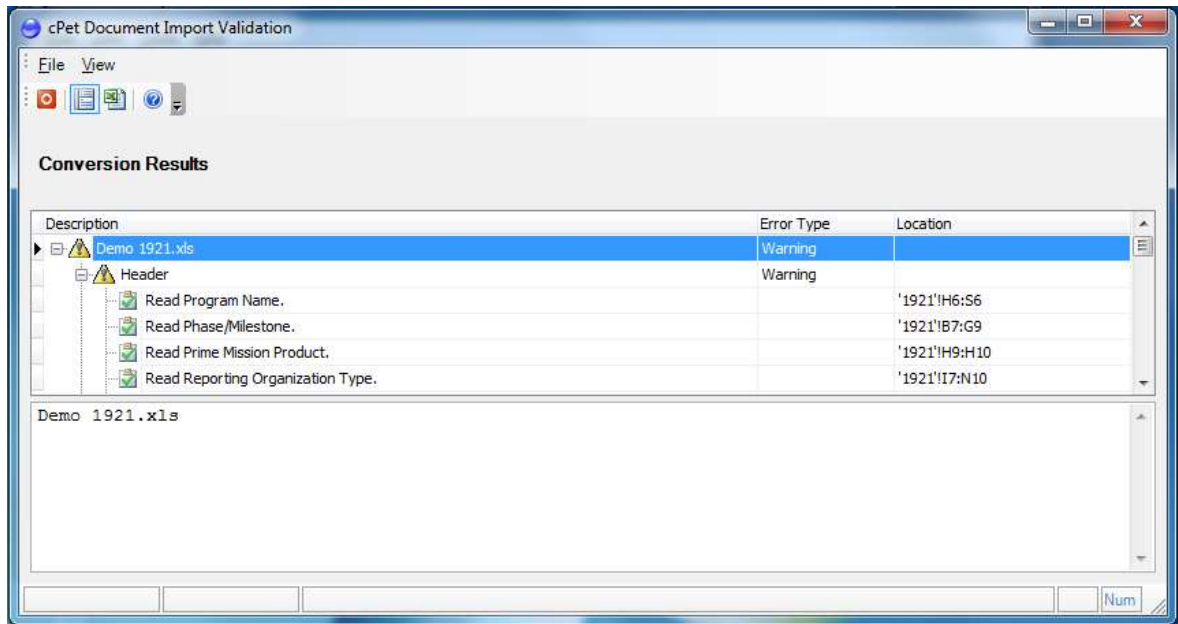 cPet Document Import Validation
File View
Conversion Results
Description Error Type Location
Demo 1921.xls Warning
Header Warning
Read Program Name. '1921'!H6:S6
Read Phase/Milestone. '1921'!B7:G9
Read Prime Mission Product. '1921'!H9:H10
Read Reporting Organization Type. '1921'!I7:N10
Demo 1921.xls
Num